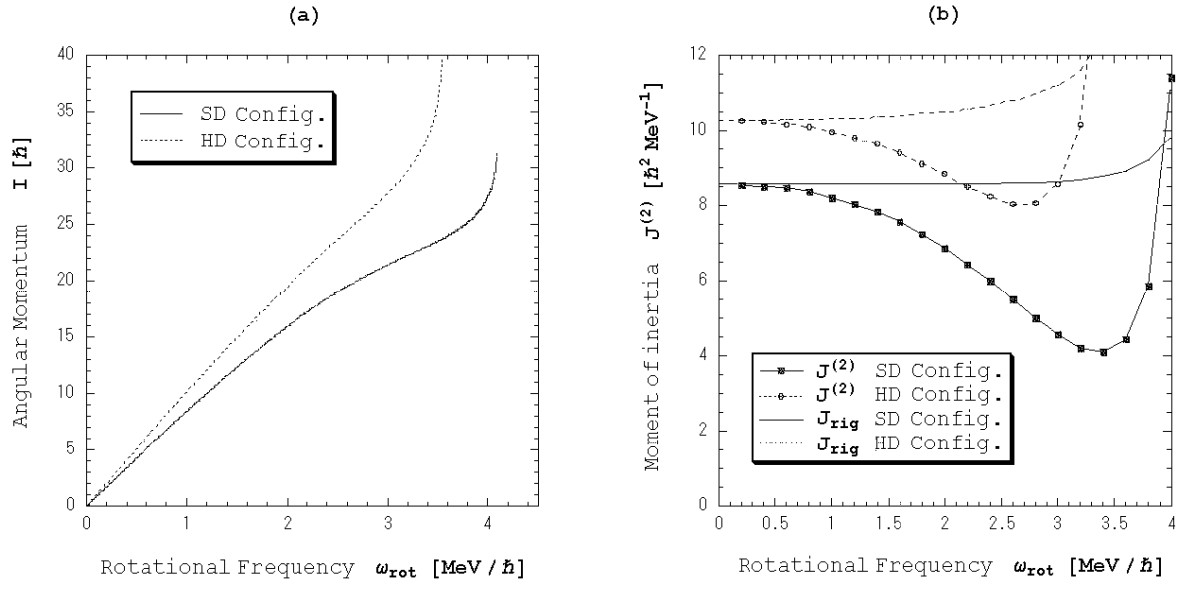 (a)
40
35
30
25
20
15
10
5
0
Angular Momentum I [ℏ]
SD Config.
HD Config.
0 1 2 3 4
Rotational Frequency ω_rot [MeV/ℏ]
(b)
12
10
8
6
4
2
0
Moment of inertia J^(2) [ℏ² MeV⁻¹]
J^(2) SD Config.
J^(2) HD Config.
J_rig SD Config.
J_rig HD Config.
0 0.5 1 1.5 2 2.5 3 3.5 4
Rotational Frequency ω_rot [MeV/ℏ]